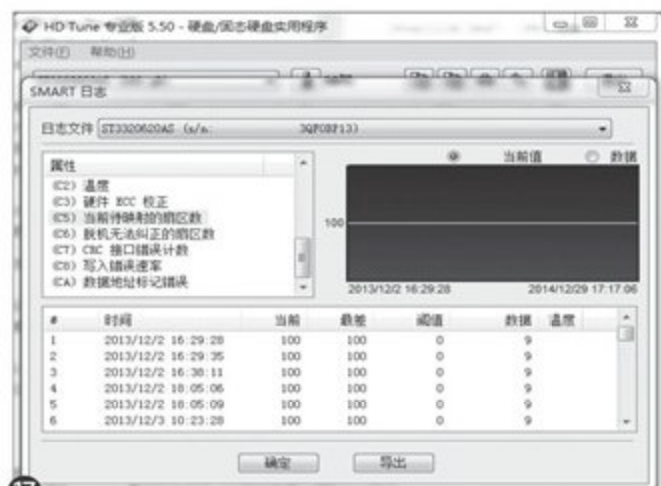 HD Tune 专业版 5.50 - 硬盘/固态硬盘实用程序
文件(F) 帮助(H)
SMART 日志
日志文件 ST3320620AS (s/n: 3QF0BP13)
属性
当前值 数据
(C2) 温度
(C3) 硬件 ECC 校正
(C5) 当前待映射的扇区数
(C6) 脱机无法纠正的扇区数
(C7) CRC 接口错误计数
(C8) 写入错误速率
(CA) 数据地址标记错误
100
2013/12/2 16:29:28 2014/12/29 17:17:06
# 时间 当前 最差 阈值 数据 温度
1 2013/12/2 16:29:28 100 100 0 9
2 2013/12/2 16:29:35 100 100 0 9
3 2013/12/2 16:38:11 100 100 0 9
4 2013/12/2 18:05:06 100 100 0 9
5 2013/12/2 18:05:09 100 100 0 9
6 2013/12/3 10:23:28 100 100 0 9
确定 导出